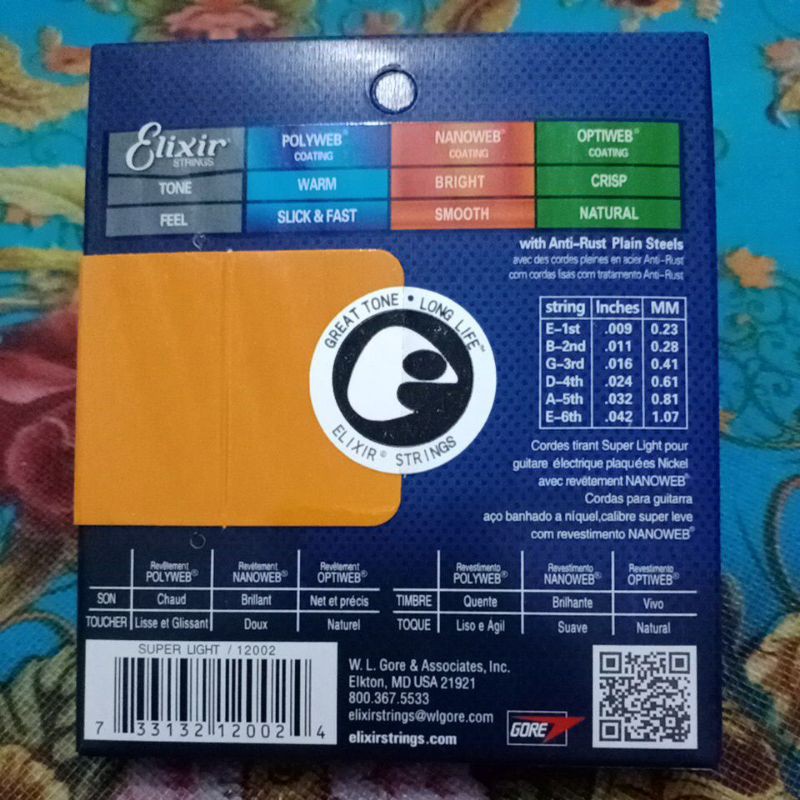 Elixir®
STRINGS
POLYWEB®
COATING
NANOWEB®
COATING
OPTIWEB®
COATING
TONE WARM BRIGHT CRISP
FEEL SLICK & FAST SMOOTH NATURAL
with Anti-Rust Plain Steels
avec des cordes pleines en acier Anti-Rust
com cordas lisas com tratamento Anti-Rust
GREAT TONE • LONG LIFE™
ELIXIR® STRINGS
string Inches MM
E-1st .009 0.23
B-2nd .011 0.28
G-3rd .016 0.41
D-4th .024 0.61
A-5th .032 0.81
E-6th .042 1.07
Cordes tirant Super Light pour
guitare électrique plaquées Nickel
avec revêtement NANOWEB®
Cordas para guitarra
aço banhado a níquel,calibre super leve
com revestimento NANOWEB®
Revêtement
POLYWEB®
Revêtement
NANOWEB®
Revêtement
OPTIWEB®
SON Chaud Brillant Net et précis
TOUCHER Lisse et Glissant Doux Naturel
Revestimento
POLYWEB®
Revestimento
NANOWEB®
Revestimento
OPTIWEB®
TIMBRE Quente Brilhante Vivo
TOQUE Liso e Agil Suave Natural
SUPER LIGHT / 12002
7 33132 12002 4
W. L. Gore & Associates, Inc.
Elkton, MD USA 21921
800.367.5533
elixirstrings@wlgore.com
elixirstrings.com
GORE